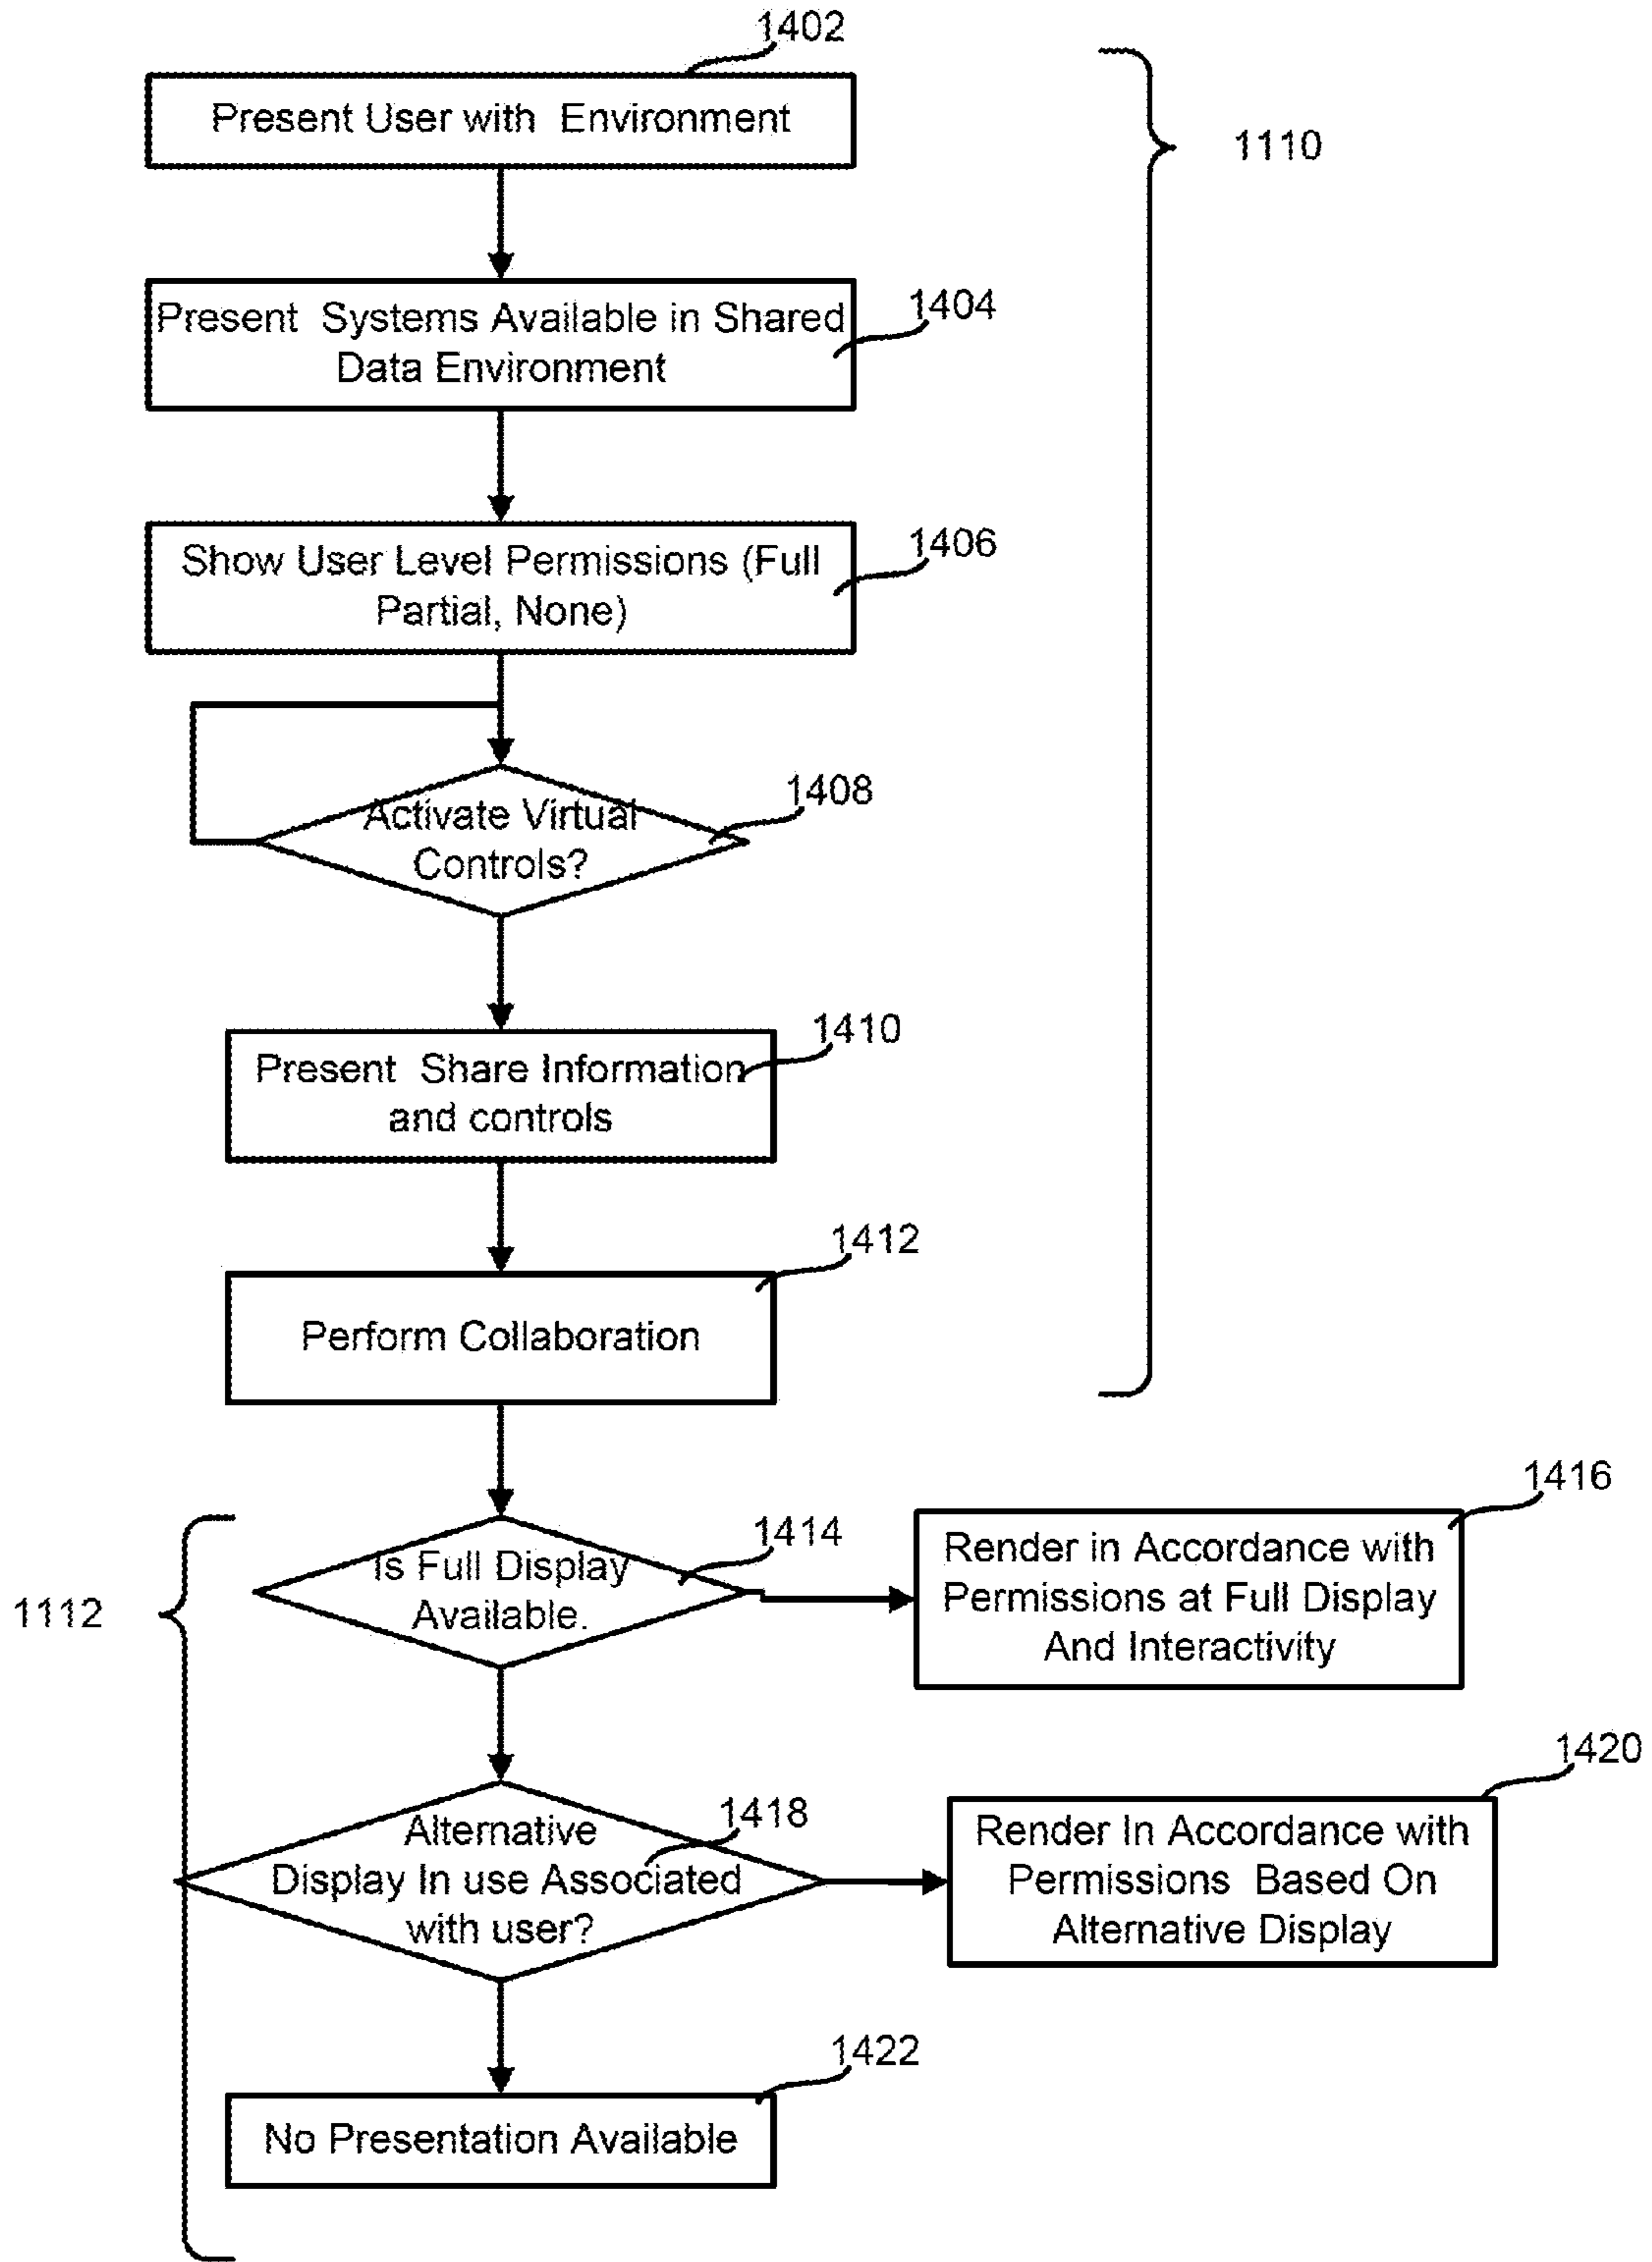 1402
Present User with Environment
1110
1404
Present Systems Available in Shared
Data Environment
1406
Show User Level Permissions (Full
Partial, None)
1408
Activate Virtual
Controls?
1410
Present Share Information
and controls
1412
Perform Collaboration
1416
1414
Is Full Display
Available.
Render in Accordance with
Permissions at Full Display
And Interactivity
1112
1420
1418
Alternative
Display In use Associated
with user?
Render In Accordance with
Permissions Based On
Alternative Display
1422
No Presentation Available